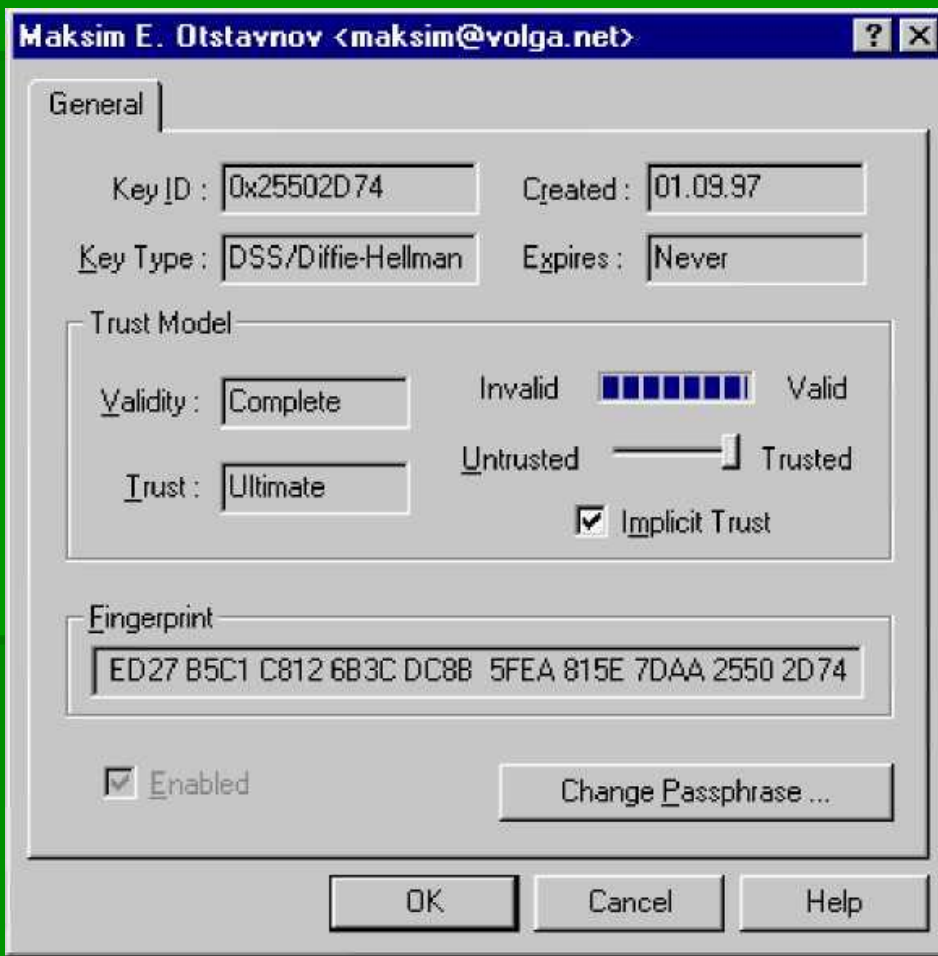 Maksim E. Otstavnov <maksim@volga.net>
General
Key ID : 0x25502D74 Created : 01.09.97
Key Type : DSS/Diffie-Hellman Expires : Never
Trust Model
Validity : Complete Invalid Valid
Untrusted Trusted
Trust : Ultimate
Implicit Trust
Fingerprint
ED27 B5C1 C812 6B3C DC8B 5FEA 815E 7DAA 2550 2D74
Enabled Change Passphrase ...
OK Cancel Help